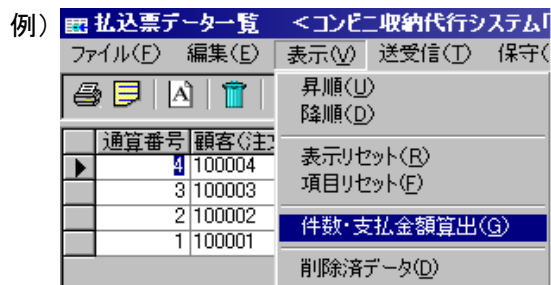 例)
払込票データ一覧 <コンビニ収納代行システム「
ファイル(F) 編集(E) 表示(V) 送受信(T) 保守(
昇順(U)
降順(D)
表示リセット(R)
項目リセット(F)
件数・支払金額算出(G)
削除済データ(D)
通算番号 顧客(注文
4 100004
3 100003
2 100002
1 100001